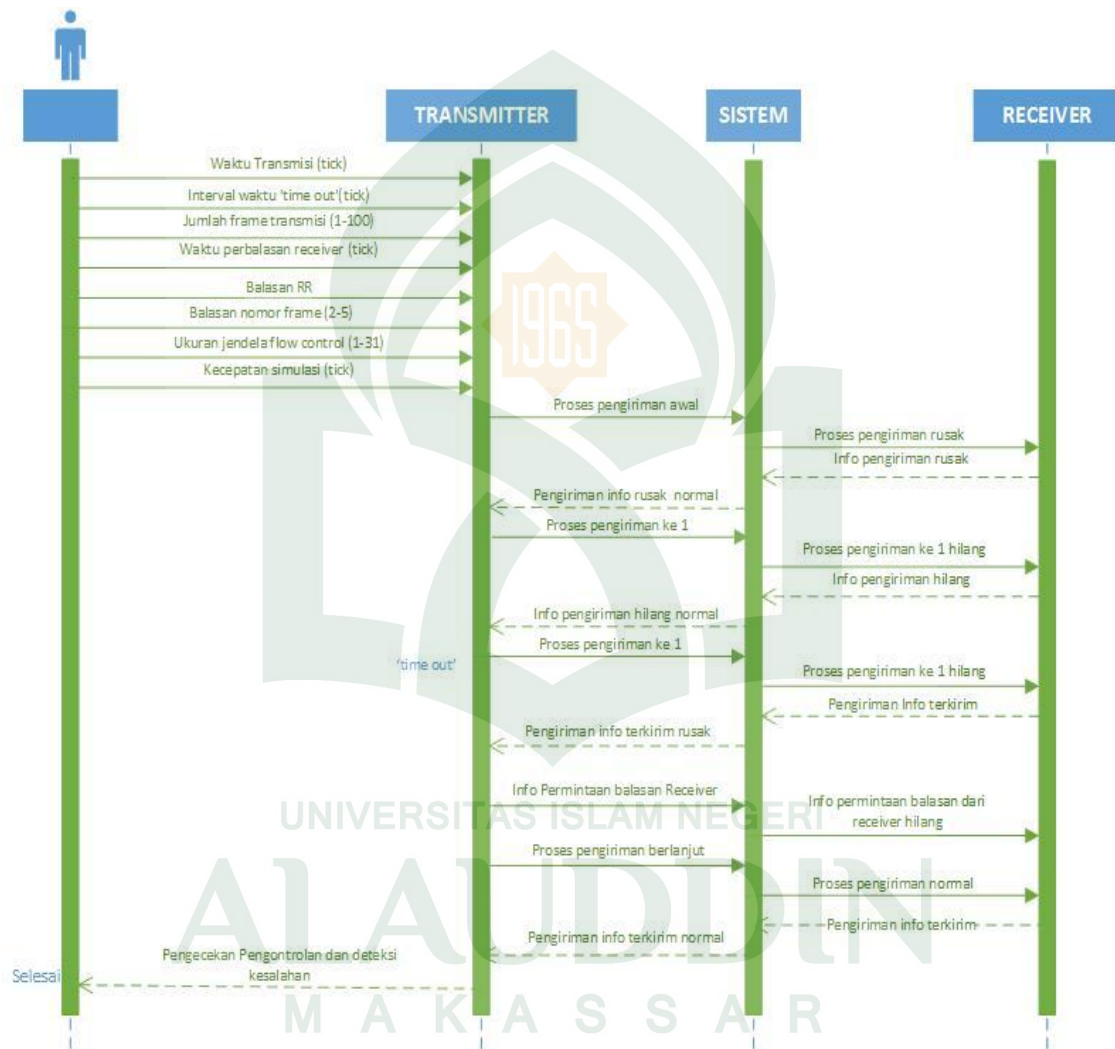 TRANSMITTER
SISTEM
RECEIVER
Waktu Transmisi (tick)
Interval waktu 'time out'(tick)
Jumlah frame transmisi (1-100)
Waktu perbalasan receiver (tick)
Balasan RR
Balasan nomor frame (2-5)
Ukuran jendela flow control (1-31)
Kecepatan simulasi (tick)
1965
Proses pengiriman awal
Proses pengiriman rusak
Info pengiriman rusak
Pengiriman info rusak normal
Proses pengiriman ke 1
Proses pengiriman ke 1 hilang
Info pengiriman hilang
Info pengiriman hilang normal
Proses pengiriman ke 1
'time out'
Proses pengiriman ke 1 hilang
Pengiriman Info terkirim
Pengiriman info terkirim rusak
Info Permintaan balasan Receiver
Info permintaan balasan dari
receiver hilang
UNIVERSITAS ISLAM NEGERI
Proses pengiriman berlanjut
ALAUDDIN
Proses pengiriman normal
Pengiriman info terkirim
Pengiriman info terkirim normal
Pengecekan Pengontrolan dan deteksi
kesalahan
Selesai
MAKASSAR